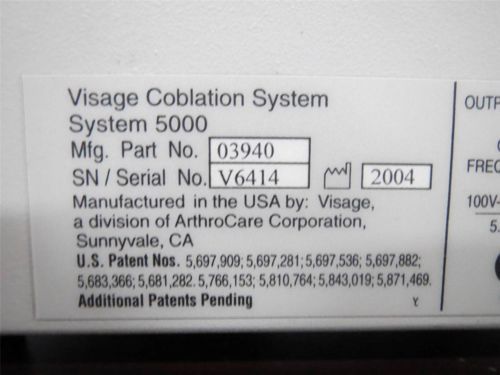 Visage Coblation System
System 5000
Mfg. Part No. 03940
SN / Serial No. V6414 2004
Manufactured in the USA by: Visage,
a division of ArthroCare Corporation,
Sunnyvale, CA
U.S. Patent Nos. 5,697,909; 5,697,281; 5,697,536; 5,697,882;
5,683,366; 5,681,282. 5,766,153; 5,810,764; 5,843,019; 5,871,469.
Additional Patents Pending Y.
OUTP
FREQ
100V-
5.